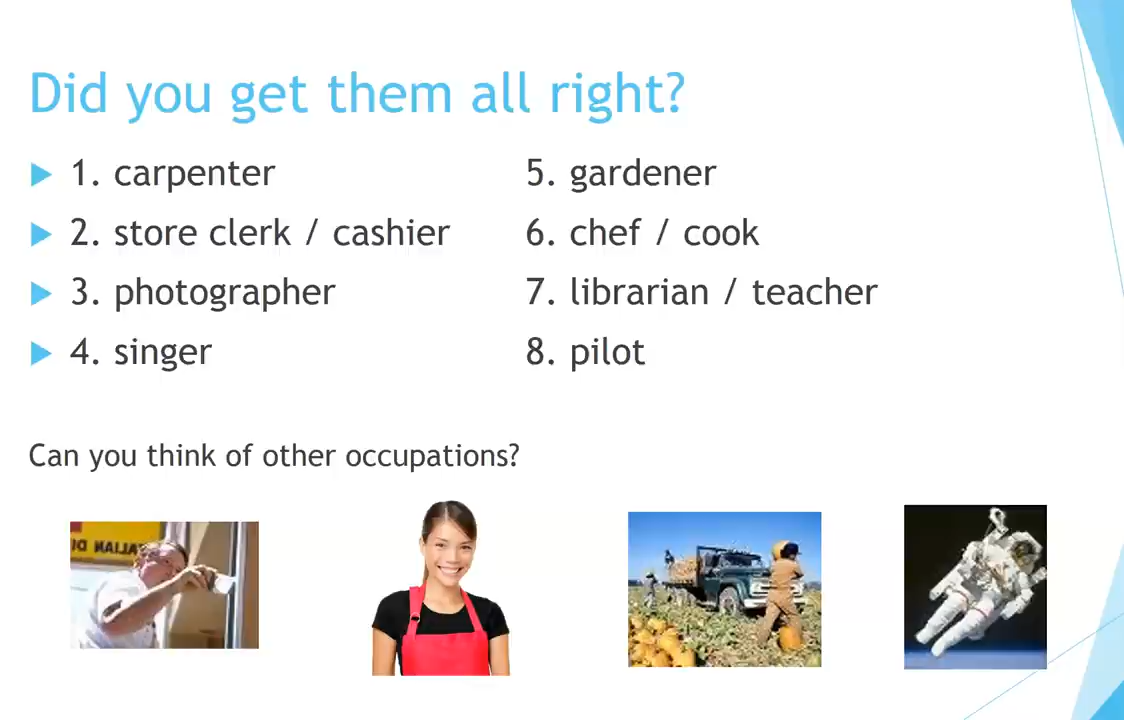 Did you get them all right?
1. carpenter
2. store clerk / cashier
3. photographer
4. singer
5. gardener
6. chef / cook
7. librarian / teacher
8. pilot
Can you think of other occupations?